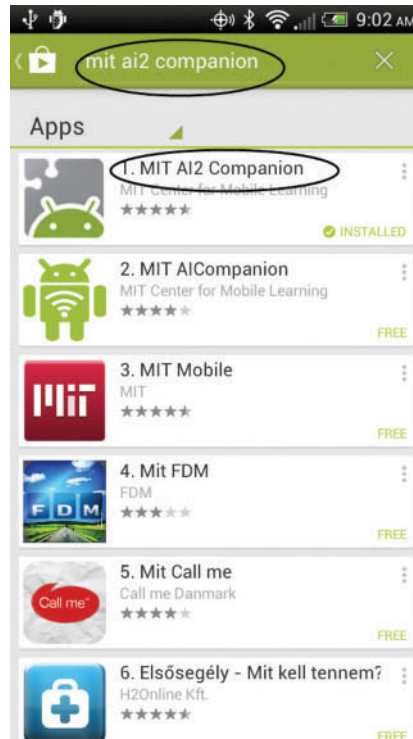 9:02 AM
mit ai2 companion
Apps
1. MIT AI2 Companion
MIT Center for Mobile Learning
INSTALLED
2. MIT AICompanion
MIT Center for Mobile Learning
FREE
3. MIT Mobile
MIT
FREE
4. Mit FDM
FDM
FREE
5. Mit Call me
Call me Danmark
FREE
6. Elsősegély - Mit kell tennem?
H2Online Kft.
FREE
MiT
FDM
Call me